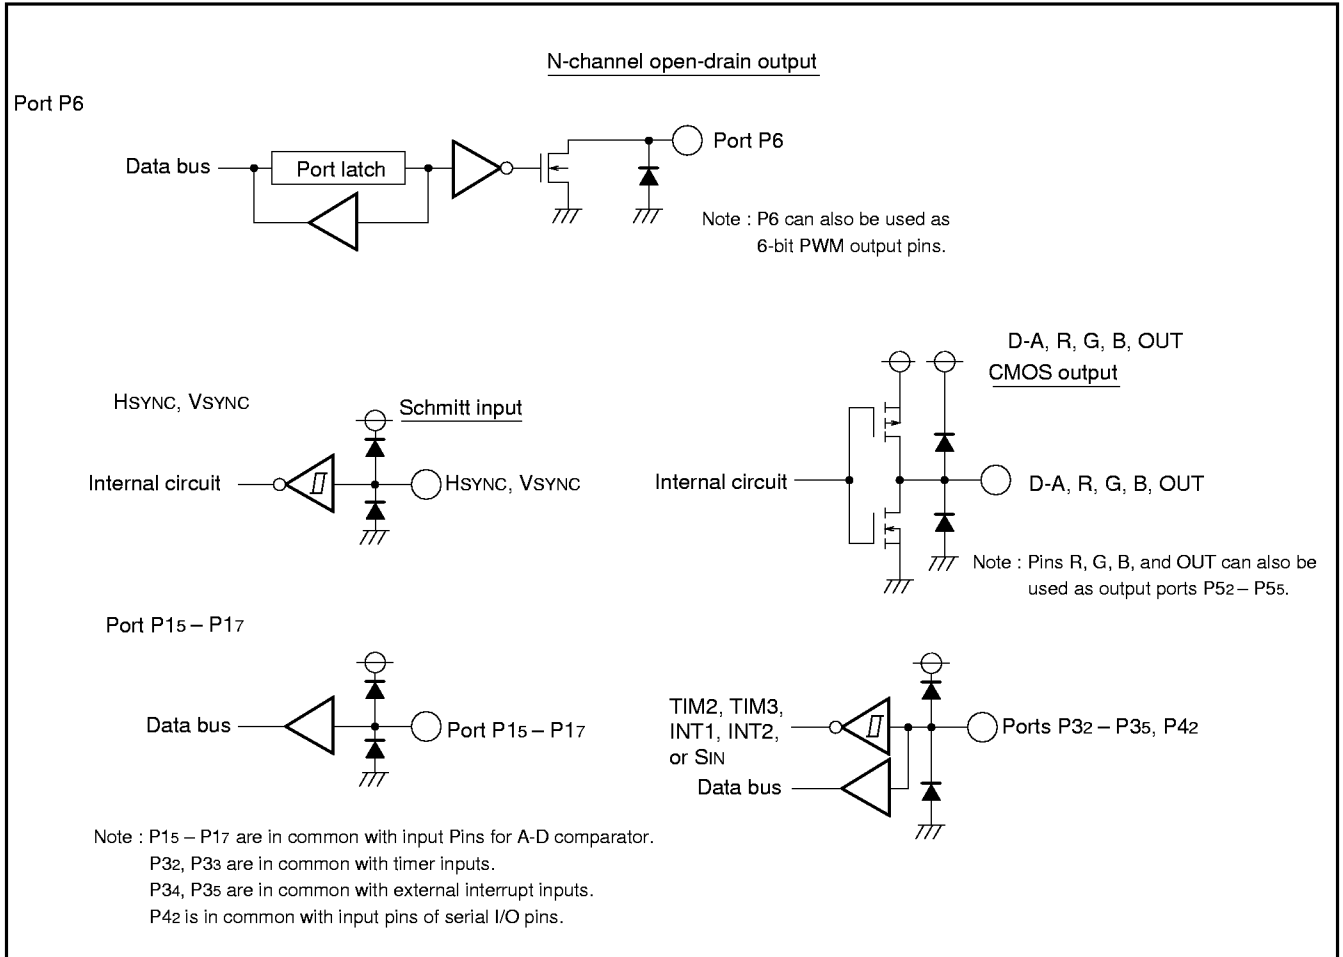 N-channel open-drain output
Port P6
Data bus
Port latch
Port P6
Note : P6 can also be used as
6-bit PWM output pins.
D-A, R, G, B, OUT
CMOS output
HSYNC, VSYNC
Schmitt input
Internal circuit
HSYNC, VSYNC
Internal circuit
D-A, R, G, B, OUT
Note : Pins R, G, B, and OUT can also be
used as output ports P52 – P55.
Port P15 – P17
Data bus
Port P15 – P17
TIM2, TIM3,
INT1, INT2,
or SIN
Data bus
Ports P32 – P35, P42
Note : P15 – P17 are in common with input Pins for A-D comparator.
P32, P33 are in common with timer inputs.
P34, P35 are in common with external interrupt inputs.
P42 is in common with input pins of serial I/O pins.